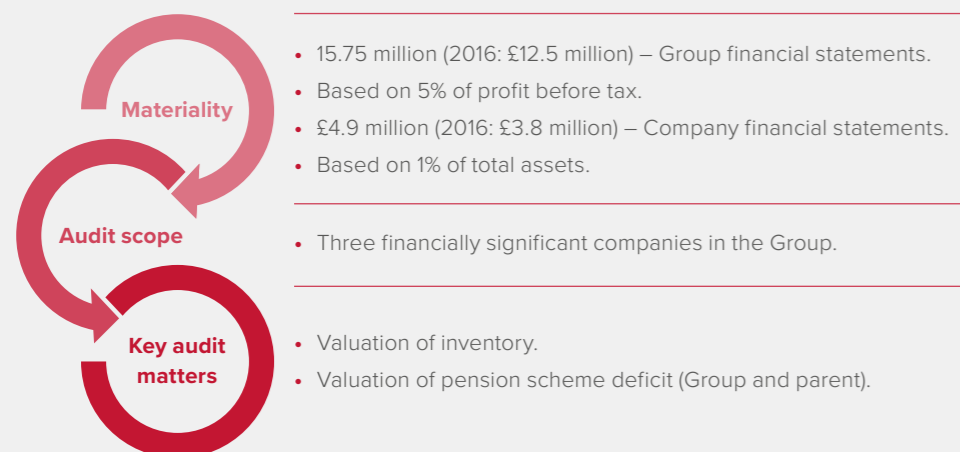 Materiality
• 15.75 million (2016: £12.5 million) – Group financial statements.
• Based on 5% of profit before tax.
• £4.9 million (2016: £3.8 million) – Company financial statements.
• Based on 1% of total assets.
Audit scope
• Three financially significant companies in the Group.
Key audit
matters
• Valuation of inventory.
• Valuation of pension scheme deficit (Group and parent).